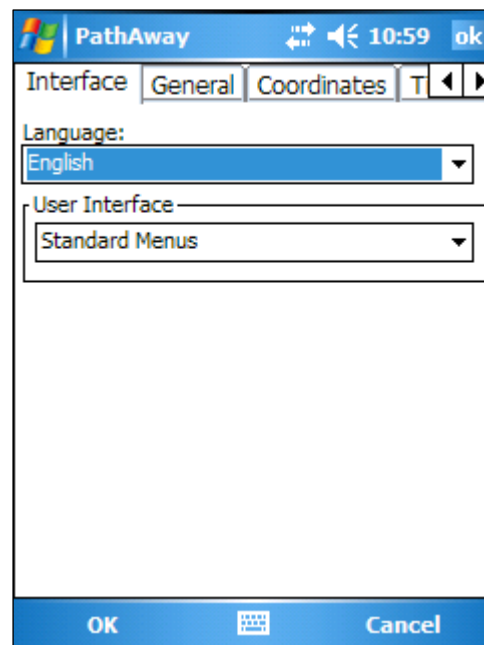 PathAway 10:59 ok
Interface General Coordinates T
Language:
English
User Interface
Standard Menus
OK Cancel